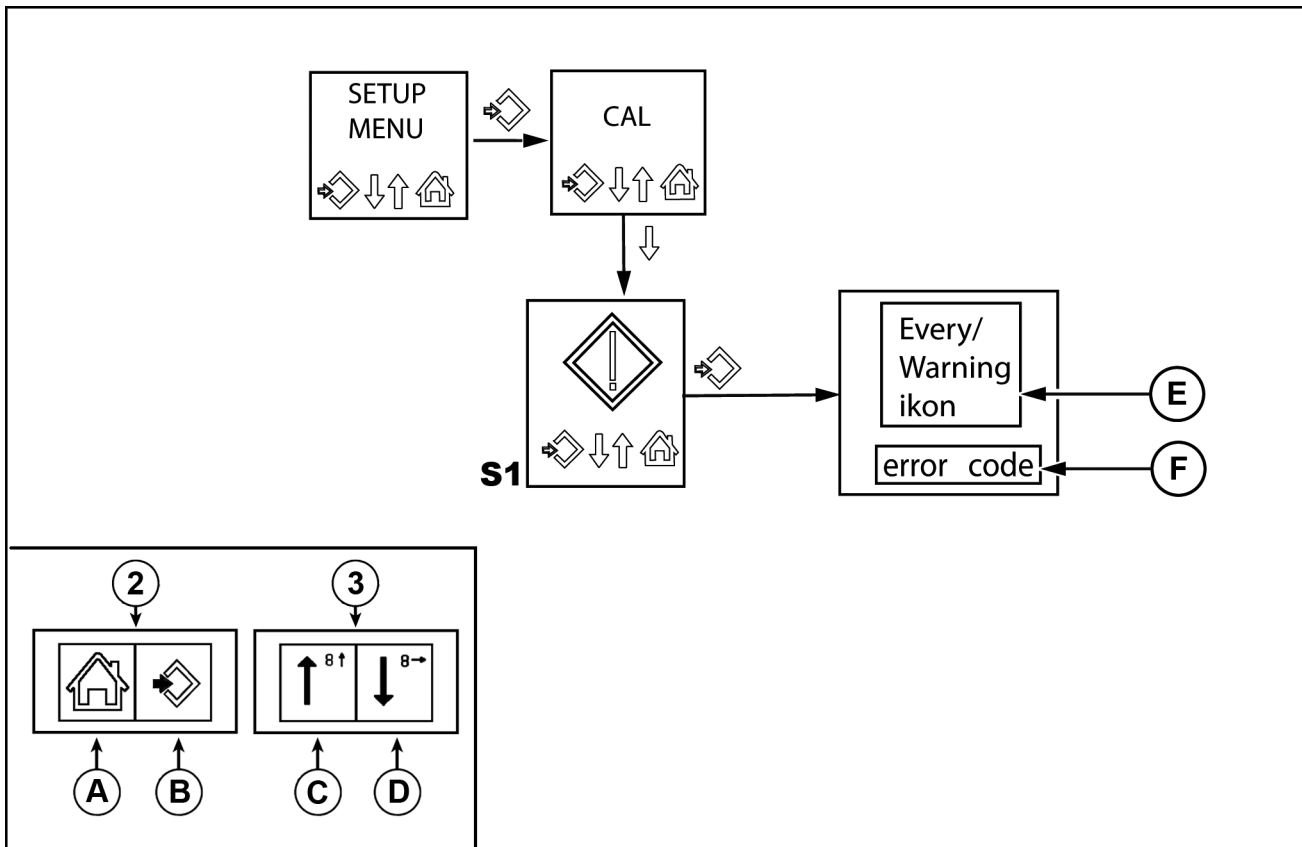 SETUP
MENU
CAL
S1
Every/
Warning
ikon
error code
E
F
2
3
8
8
A
B
C
D